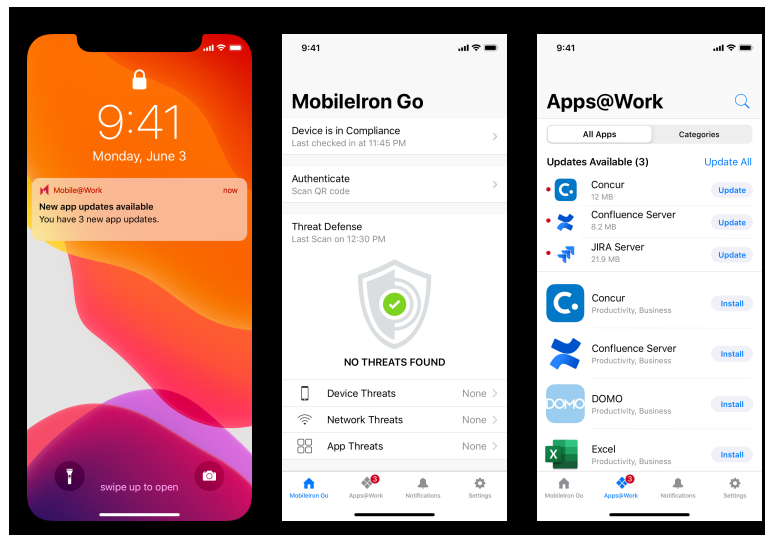 9:41
Monday, June 3
Mobile@Work now
New app updates available
You have 3 new app updates.
swipe up to open
9:41
MobileIron Go
Device is in Compliance
Last checked in at 11:45 PM
Authenticate
Scan QR code
Threat Defense
Last Scan on 12:30 PM
NO THREATS FOUND
Device Threats None
Network Threats None
App Threats None
3
MobileIron Go Apps@Work Notifications Settings
9:41
Apps@Work
All Apps Categories
Updates Available (3) Update All
C. Concur
12 MB
Update
Confluence Server
8.2 MB
Update
JIRA Server
21.9 MB
Update
C. Concur
Productivity, Business
Install
Confluence Server
Productivity, Business
Install
DOMO DOMO
Productivity, Business
Install
X Excel
Productivity, Business
Install
3
MobileIron Go Apps@Work Notifications Settings